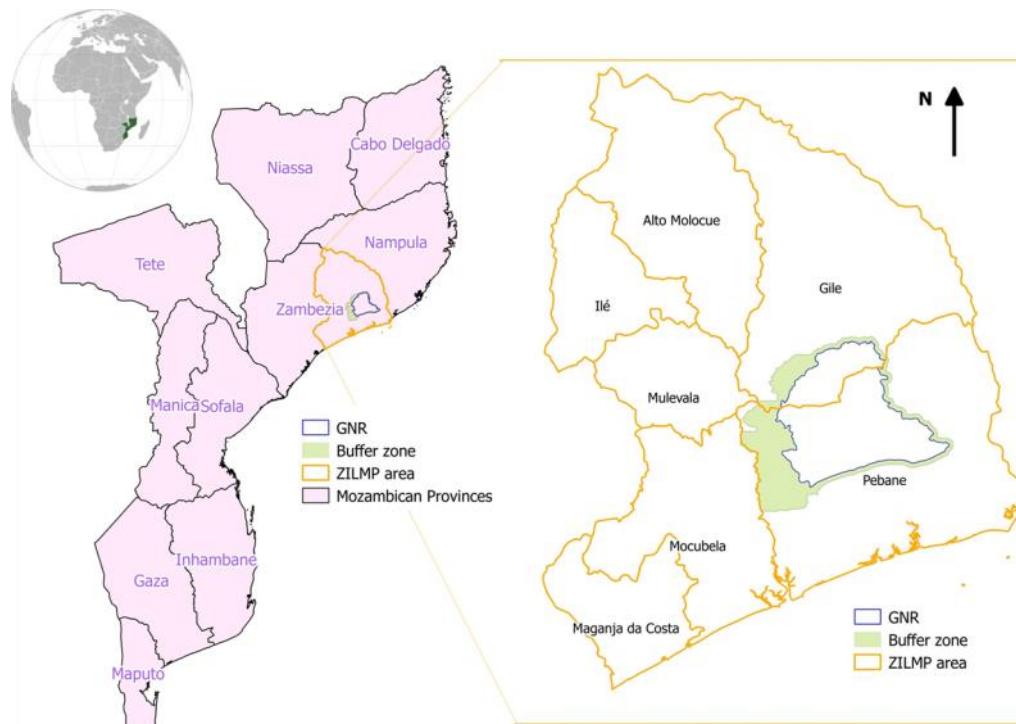 Cabo Delgado
Niassa
Nampula
Tete
Zambezia
Manica
Sofala
Inhambane
Gaza
Maputo
GNR
Buffer zone
ZILMP area
Mozambican Provinces
N
Alto Molocue
Gile
Ilé
Mulevala
Pebane
Mocubela
Maganja da Costa
GNR
Buffer zone
ZILMP area